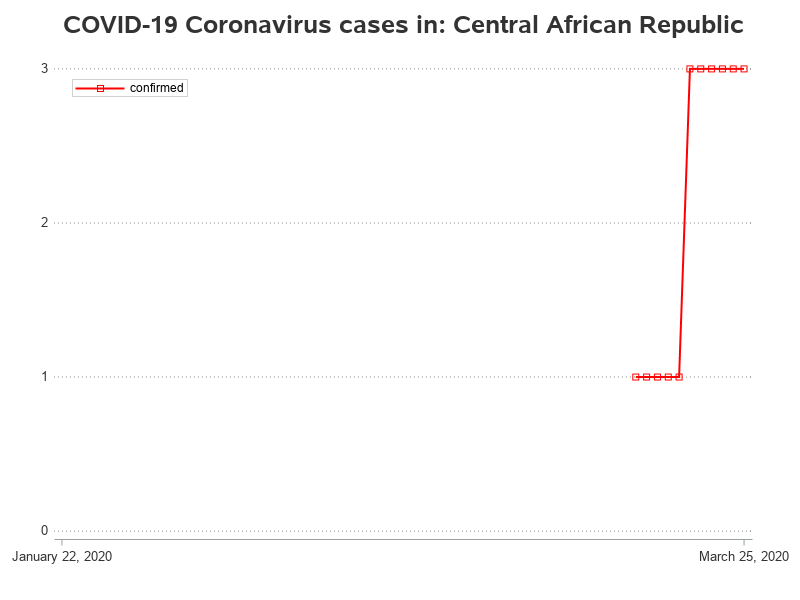 COVID-19 Coronavirus cases in: Central African Republic
3
confirmed
2
1
0
January 22, 2020
March 25, 2020